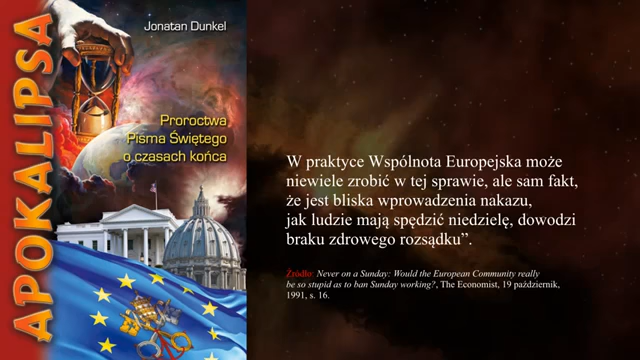 Jonatan Dunkel
APOKALIPSA
Proroctwa
Pisma Świętego
o czasach końca
W praktyce Wspólnota Europejska może
niewiele zrobić w tej sprawie, ale sam fakt,
że jest bliska wprowadzenia nakazu,
jak ludzie mają spędzić niedzielę, dowodzi
braku zdrowego rozsądku”.
Źródło: Never on a Sunday: Would the European Community really
be so stupid as to ban Sunday working?, The Economist, 19 październik,
1991, s. 16.